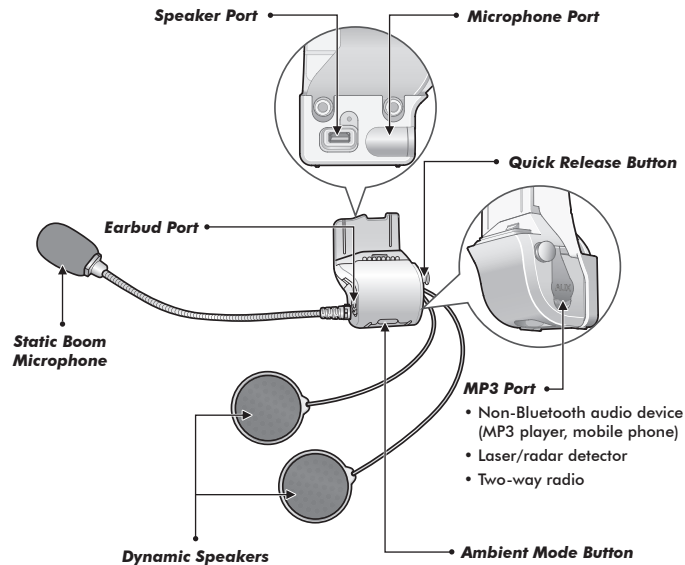 Speaker Port
Microphone Port
Quick Release Button
Earbud Port
AUX
Static Boom
Microphone
MP3 Port
• Non-Bluetooth audio device
(MP3 player, mobile phone)
• Laser/radar detector
• Two-way radio
Dynamic Speakers
Ambient Mode Button